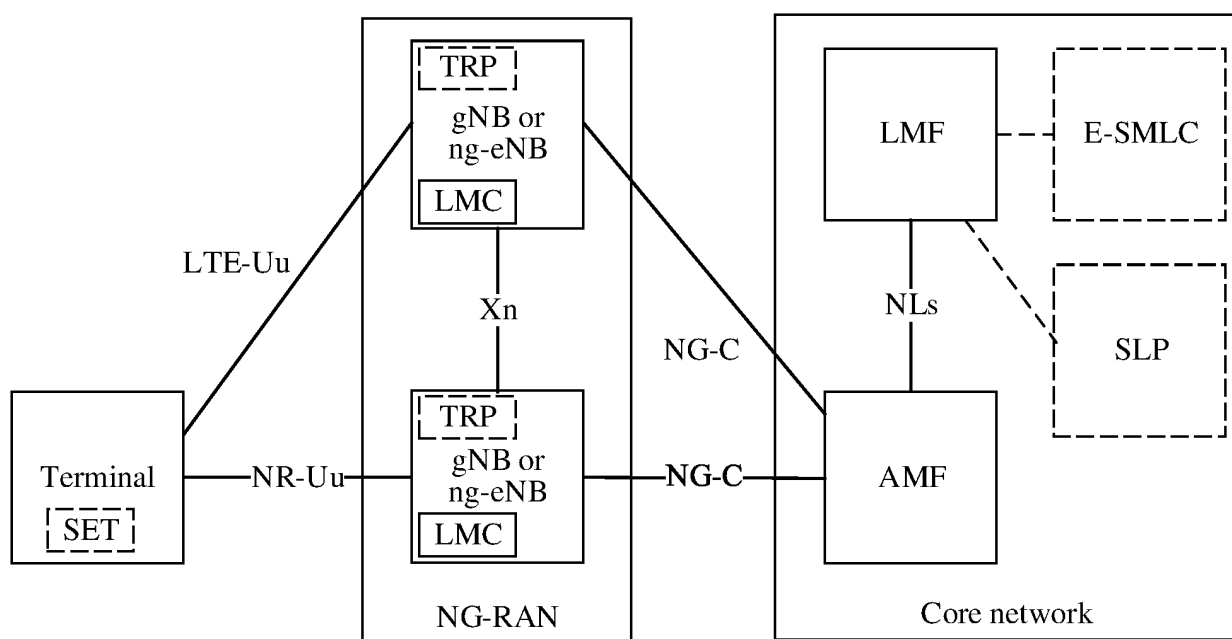 TRP
gNB or
ng-eNB
LMC
LMF
E-SMLC
LTE-Uu
Xn
NG-C
NLs
SLP
Terminal
SET
NR-Uu
TRP
gNB or
ng-eNB
LMC
NG-C
AMF
NG-RAN
Core network